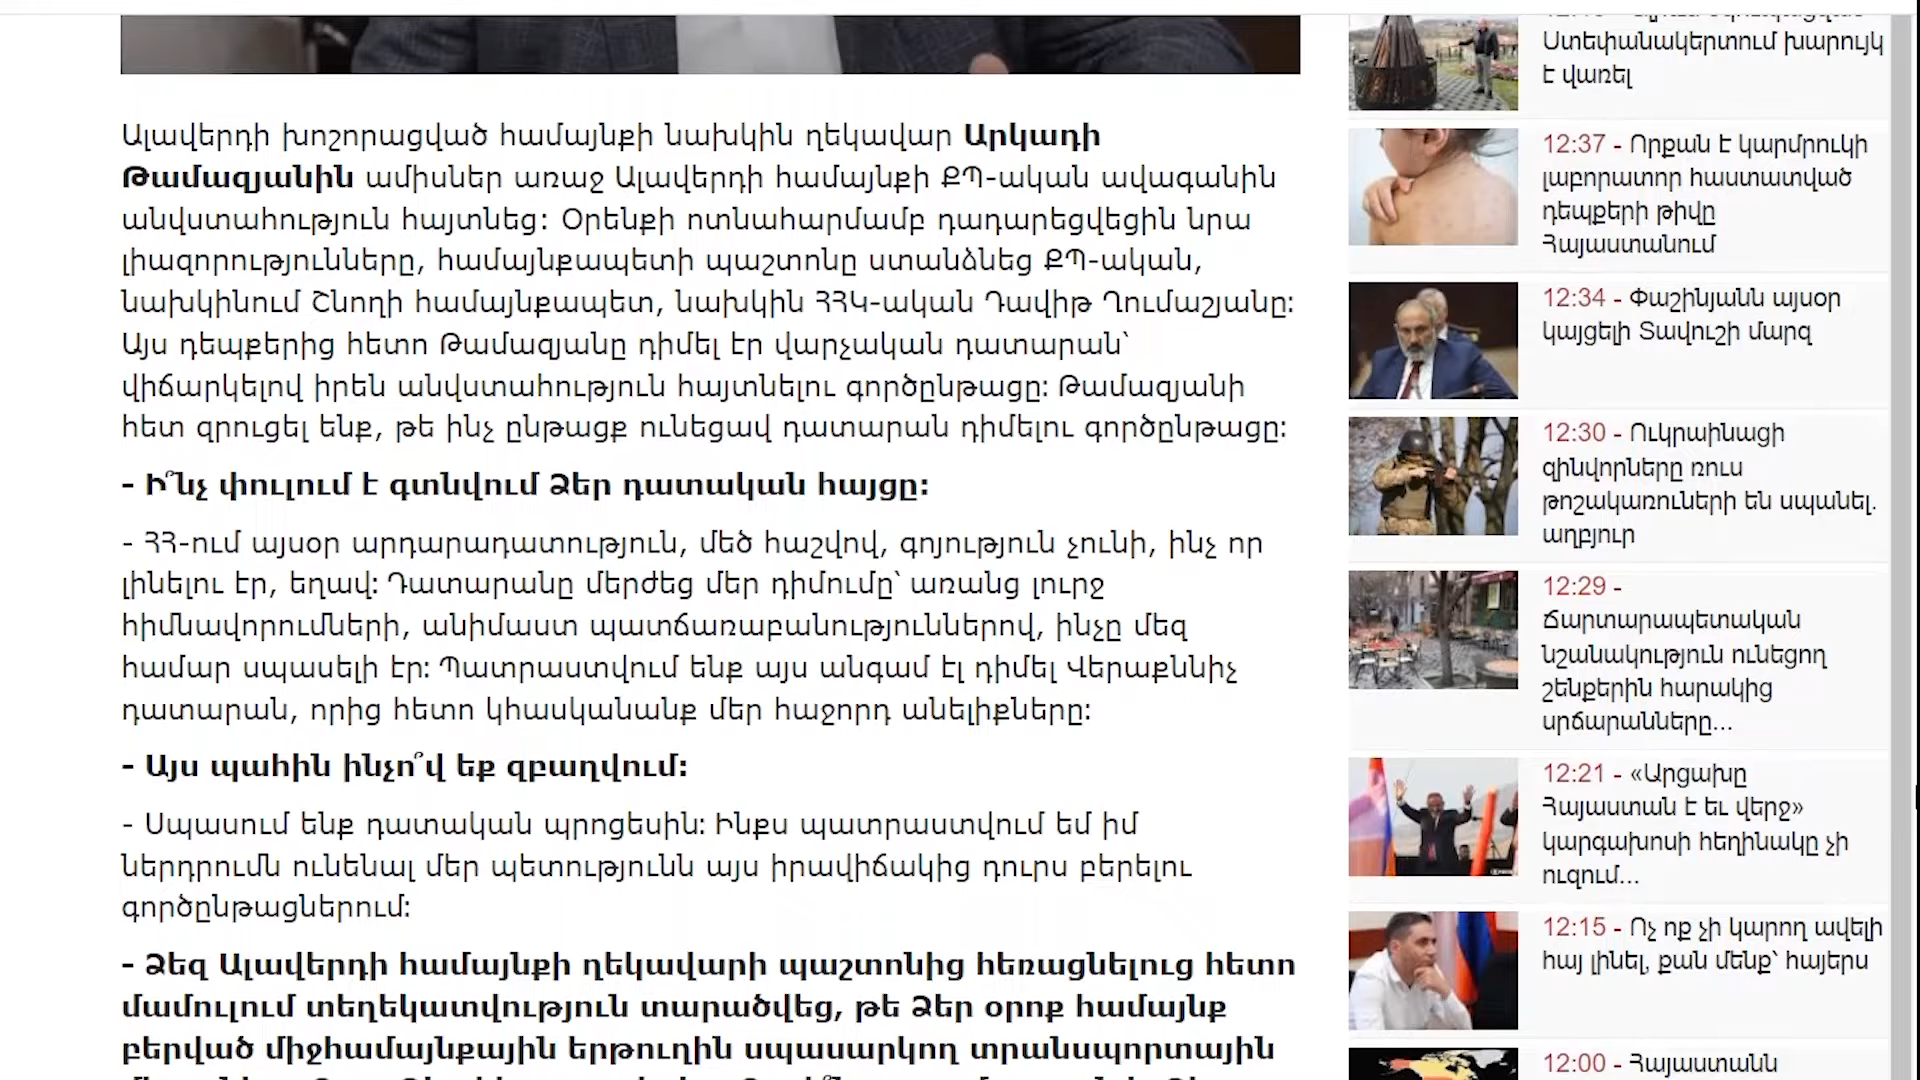 Ալավերդի խոշորացված համայնքի նախկին ղեկավար Արկադի
Թամազյանին ամիսներ առաջ Ալավերդի համայնքի ՔՊ-ական ավագանին
անվստահություն հայտնեց: Օրենքի ոտնահարմամբ դադարեցվեցին նրա
լիազորությունները, համայնքապետի պաշտոնը ստանձնեց ՔՊ-ական,
նախկինում Շնողի համայնքապետ, նախկին ՀՀԿ-ական Դավիթ Ղումաշյանը:
Այս դեպքերից հետո Թամազյանը դիմել էր վարչական դատարան՝
վիճարկելով իրեն անվստահություն հայտնելու գործընթացը: Թամազյանի
հետ զրուցել ենք, թե ինչ ընթացք ունեցավ դատարան դիմելու գործընթացը:
- Ի՞նչ փուլում է գտնվում Ձեր դատական հայցը:
- ՀՀ-ում այսօր արդարադատություն, մեծ հաշվով, գոյություն չունի, ինչ որ
լինելու էր, եղավ: Դատարանը մերժեց մեր դիմումը՝ առանց լուրջ
հիմնավորումների, անիմաստ պատճառաբանություններով, ինչը մեզ
համար սպասելի էր: Պատրաստվում ենք այս անգամ էլ դիմել Վերաքննիչ
դատարան, որից հետո կհասկանանք մեր հաջորդ անելիքները:
- Այս պահին ինչո՞վ եք զբաղվում:
- Սպասում ենք դատական պրոցեսին: Ինքս պատրաստվում եմ իմ
ներդրումն ունենալ մեր պետությունն այս իրավիճակից դուրս բերելու
գործընթացներում:
- Ձեզ Ալավերդի համայնքի ղեկավարի պաշտոնից հեռացնելուց հետո
մամուլում տեղեկատվություն տարածվեց, թե Ձեր օրոք համայնք
բերված միջհամայնքային երթուղին սպասարկող տրանսպորտային
Ստեփանակերտում խարույկ
է վառել
12:37 - Որքան է կարմրուկի
լաբորատոր հաստատված
դեպքերի թիվը
Հայաստանում
12:34 - Փաշինյանն այսօր
կայցելի Տավուշի մարզ
12:30 - Ուկրաինացի
զինվորները ռուս
թոշակառուների են սպանել.
աղբյուր
12:29 -
Ճարտարապետական
նշանակություն ունեցող
շենքերին հարակից
սրճարանները...
12:21 - «Արցախը
Հայաստան է եւ վերջ»
կարգախոսի հեղինակը չի
ուզում...
12:15 - Ոչ ոք չի կարող ավելի
հայ լինել, քան մենք՝ հայերս
12:00 - Հայաստանն